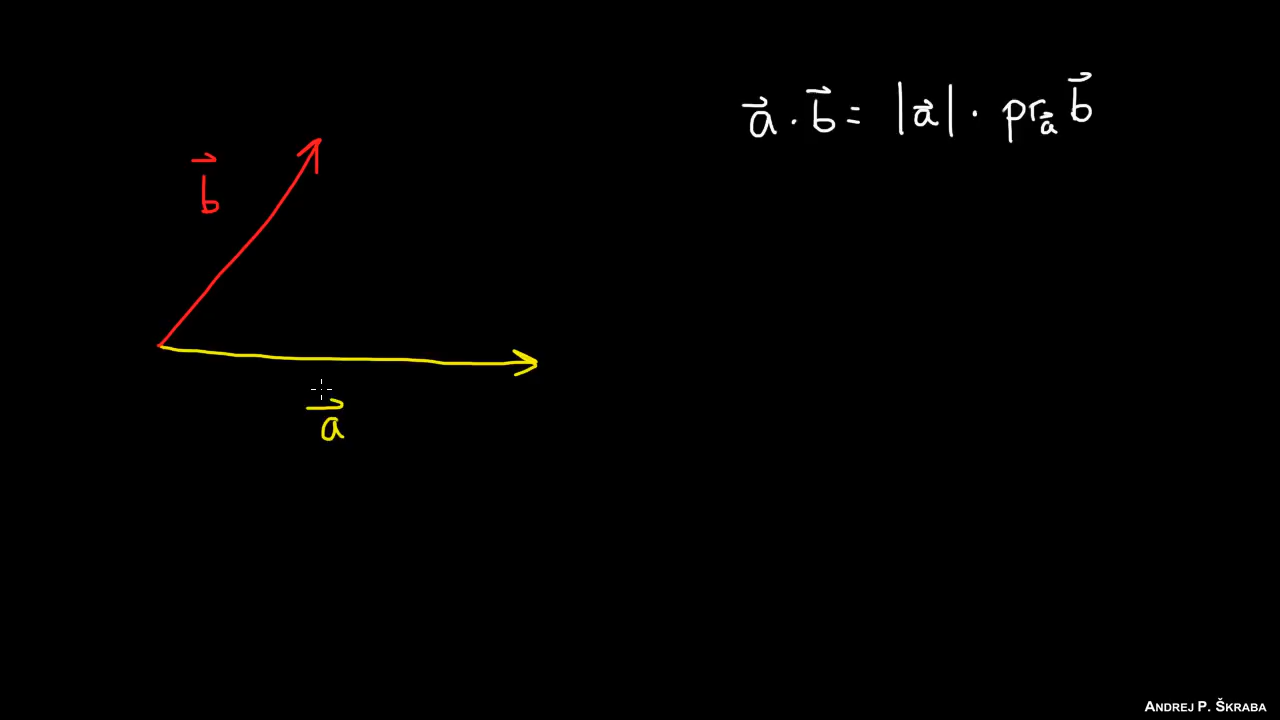 a⃗ · b⃗ = |a⃗| · pr_a⃗ b⃗
b⃗
a⃗
ANDREJ P. ŠKRABA